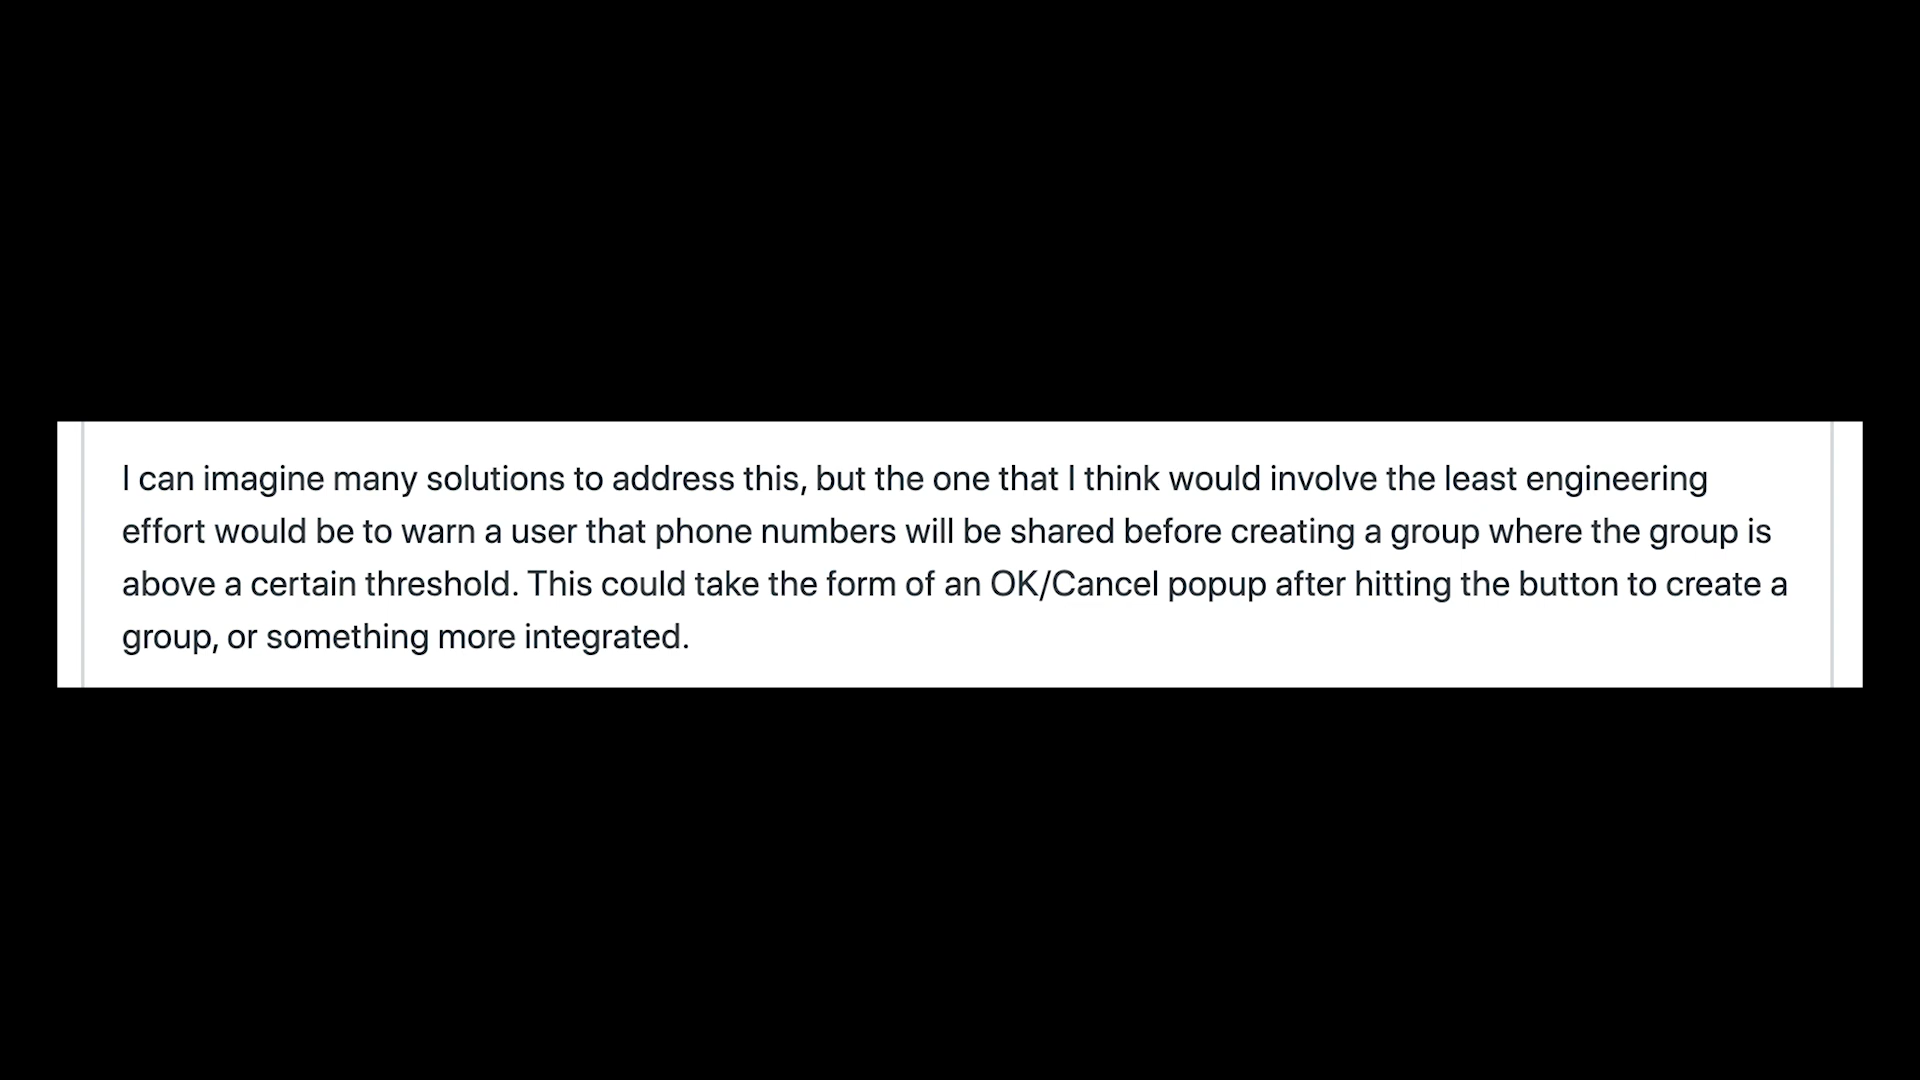 I can imagine many solutions to address this, but the one that I think would involve the least engineering
effort would be to warn a user that phone numbers will be shared before creating a group where the group is
above a certain threshold. This could take the form of an OK/Cancel popup after hitting the button to create a
group, or something more integrated.